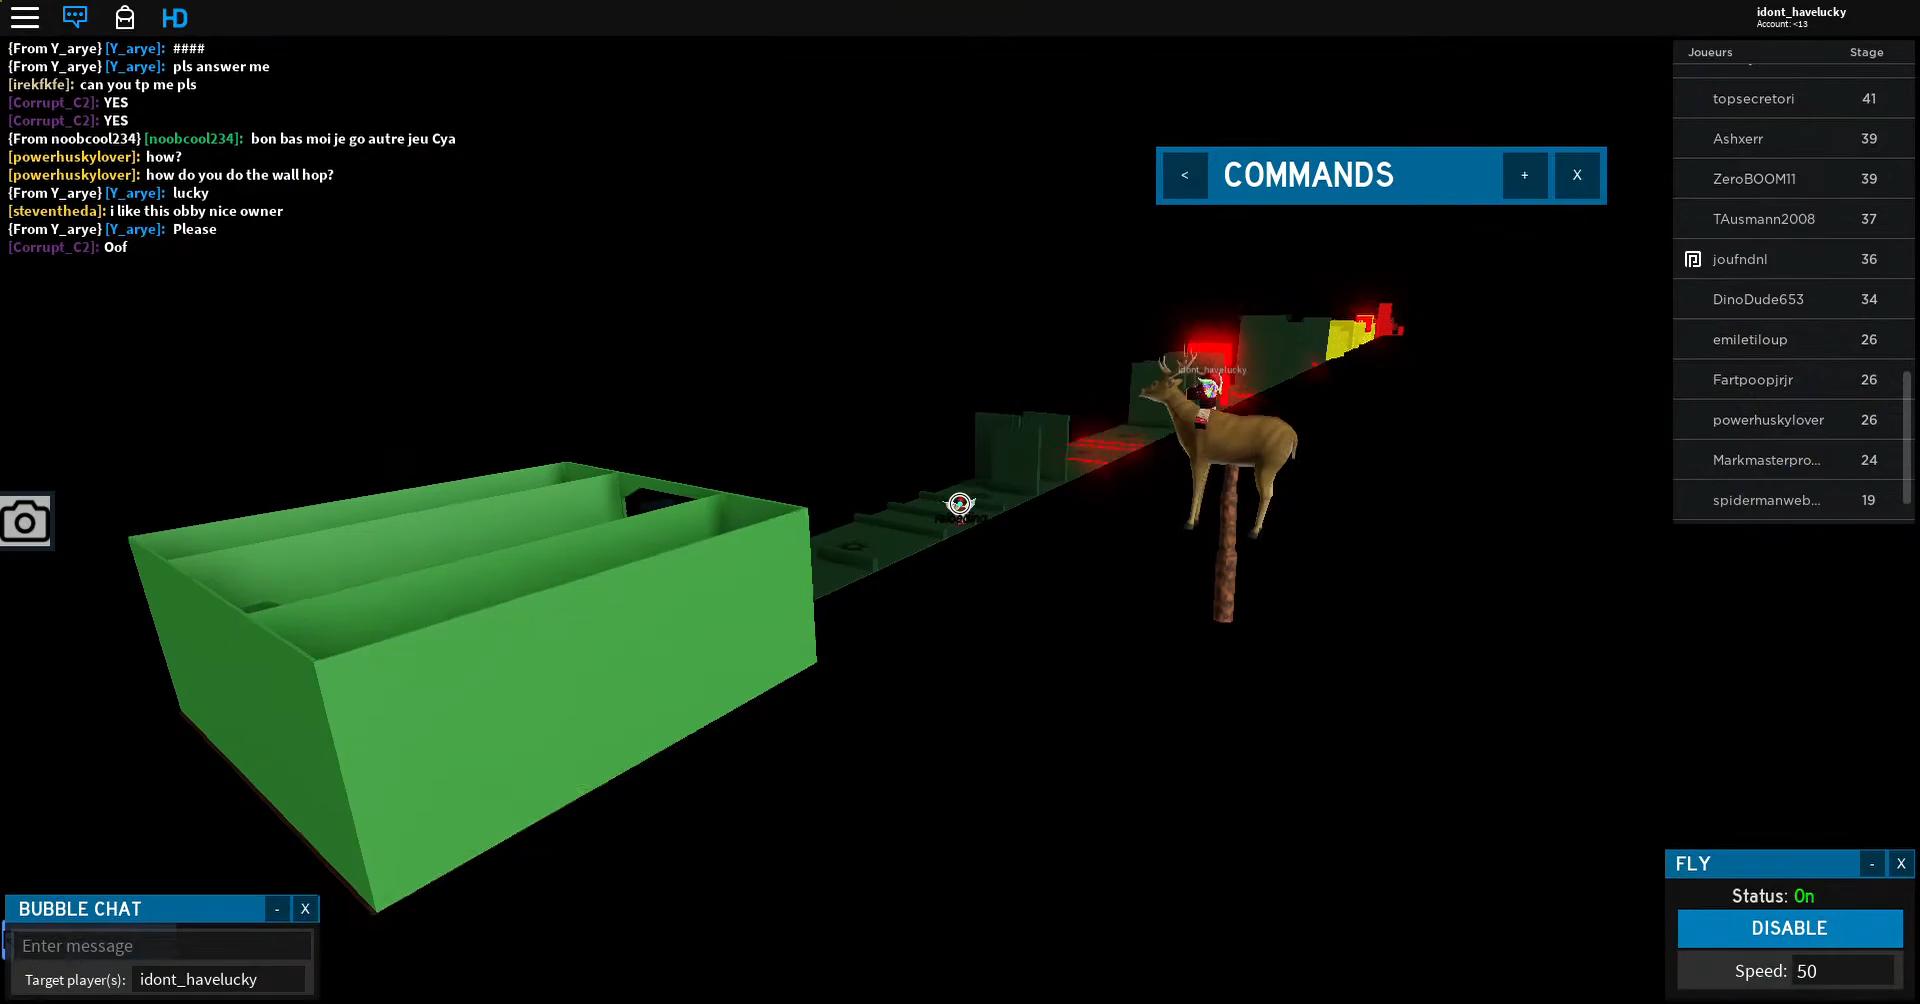 HD
idont_havelucky
Account: <13
{From Y_arye} [Y_arye]: ####
{From Y_arye} [Y_arye]: pls answer me
[irekfkfe]: can you tp me pls
[Corrupt_C2]: YES
[Corrupt_C2]: YES
{From noobcool234} [noobcool234]: bon bas moi je go autre jeu Cya
[powerhuskylover]: how?
[powerhuskylover]: how do you do the wall hop?
{From Y_arye} [Y_arye]: lucky
[steventheda]: i like this obby nice owner
{From Y_arye} [Y_arye]: Please
[Corrupt_C2]: Oof
< COMMANDS + X
Joueurs Stage
topsecretori 41
Ashxerr 39
ZeroBOOM11 39
TAusmann2008 37
joufndnl 36
DinoDude653 34
emiletiloup 26
Fartpoopjrjr 26
powerhuskylover 26
Markmasterpro... 24
spidermanweb... 19
idont_havelucky
FLY - X
Status: On
DISABLE
Speed: 50
BUBBLE CHAT - X
Enter message
Target player(s): idont_havelucky